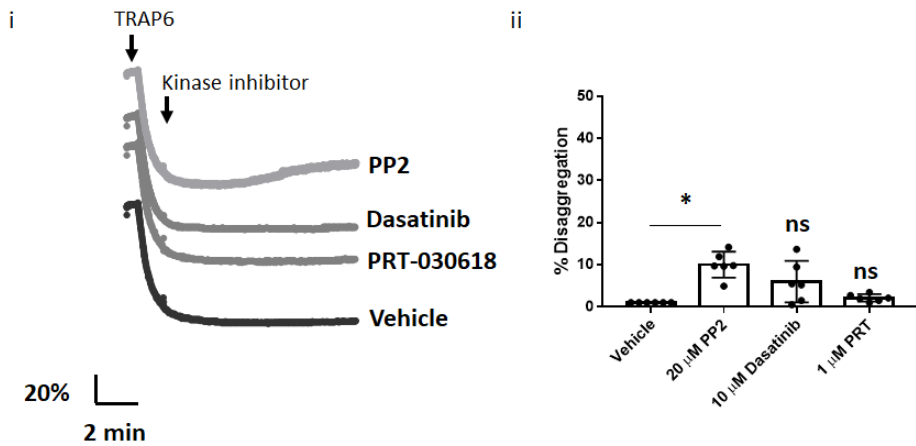 i
TRAP6
Kinase inhibitor
PP2
Dasatinib
PRT-030618
Vehicle
20%
2 min
ii
% Disaggregation
50
40
30
20
10
0
*
ns
ns
Vehicle
20 μM PP2
10 μM Dasatinib
1 μM PRT